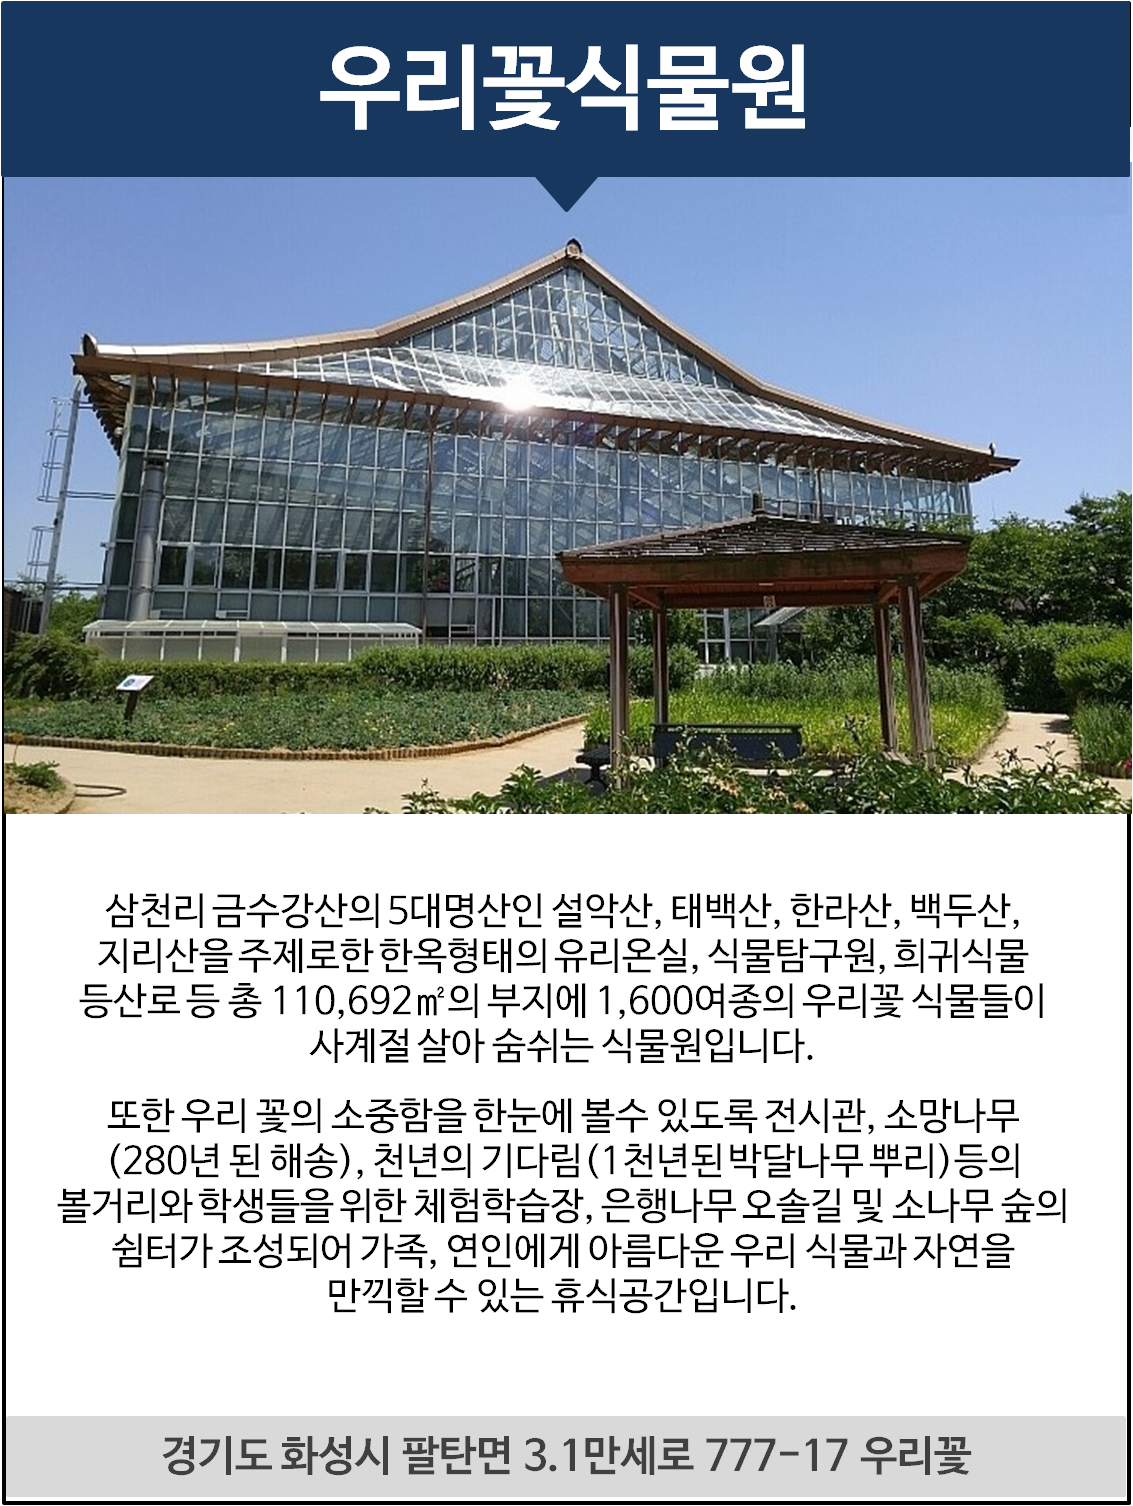 우리꽃식물원
삼천리 금수강산의 5대명산인 설악산, 태백산, 한라산, 백두산,
지리산을 주제로한 한옥형태의 유리온실, 식물탐구원, 희귀식물
등산로 등 총 110,692㎡의 부지에 1,600여종의 우리꽃 식물들이
사계절 살아 숨쉬는 식물원입니다.
또한 우리 꽃의 소중함을 한눈에 볼수 있도록 전시관, 소망나무
(280년 된 해송), 천년의 기다림(1천년된 박달나무 뿌리)등의
볼거리와 학생들을 위한 체험학습장, 은행나무 오솔길 및 소나무 숲의
쉼터가 조성되어 가족, 연인에게 아름다운 우리 식물과 자연을
만끽할 수 있는 휴식공간입니다.
경기도 화성시 팔탄면 3.1만세로 777-17 우리꽃